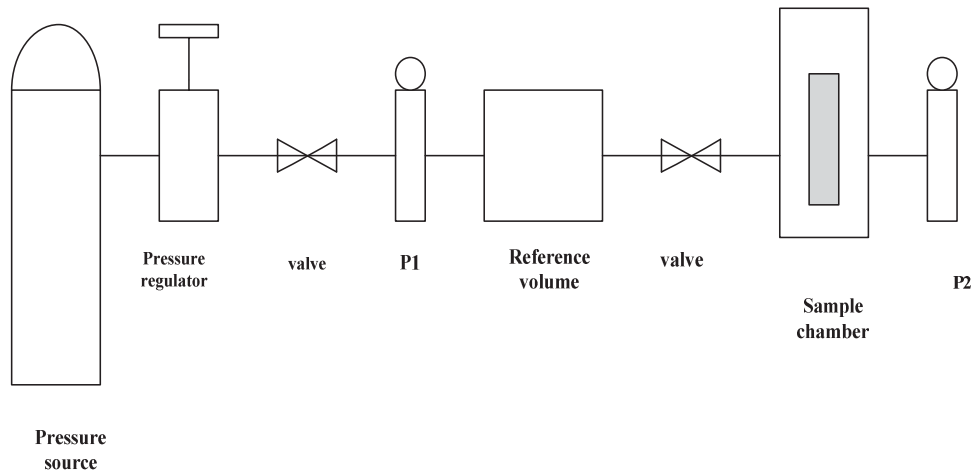 Pressure
regulator
valve
P1
Reference
volume
valve
Sample
chamber
P2
Pressure
source